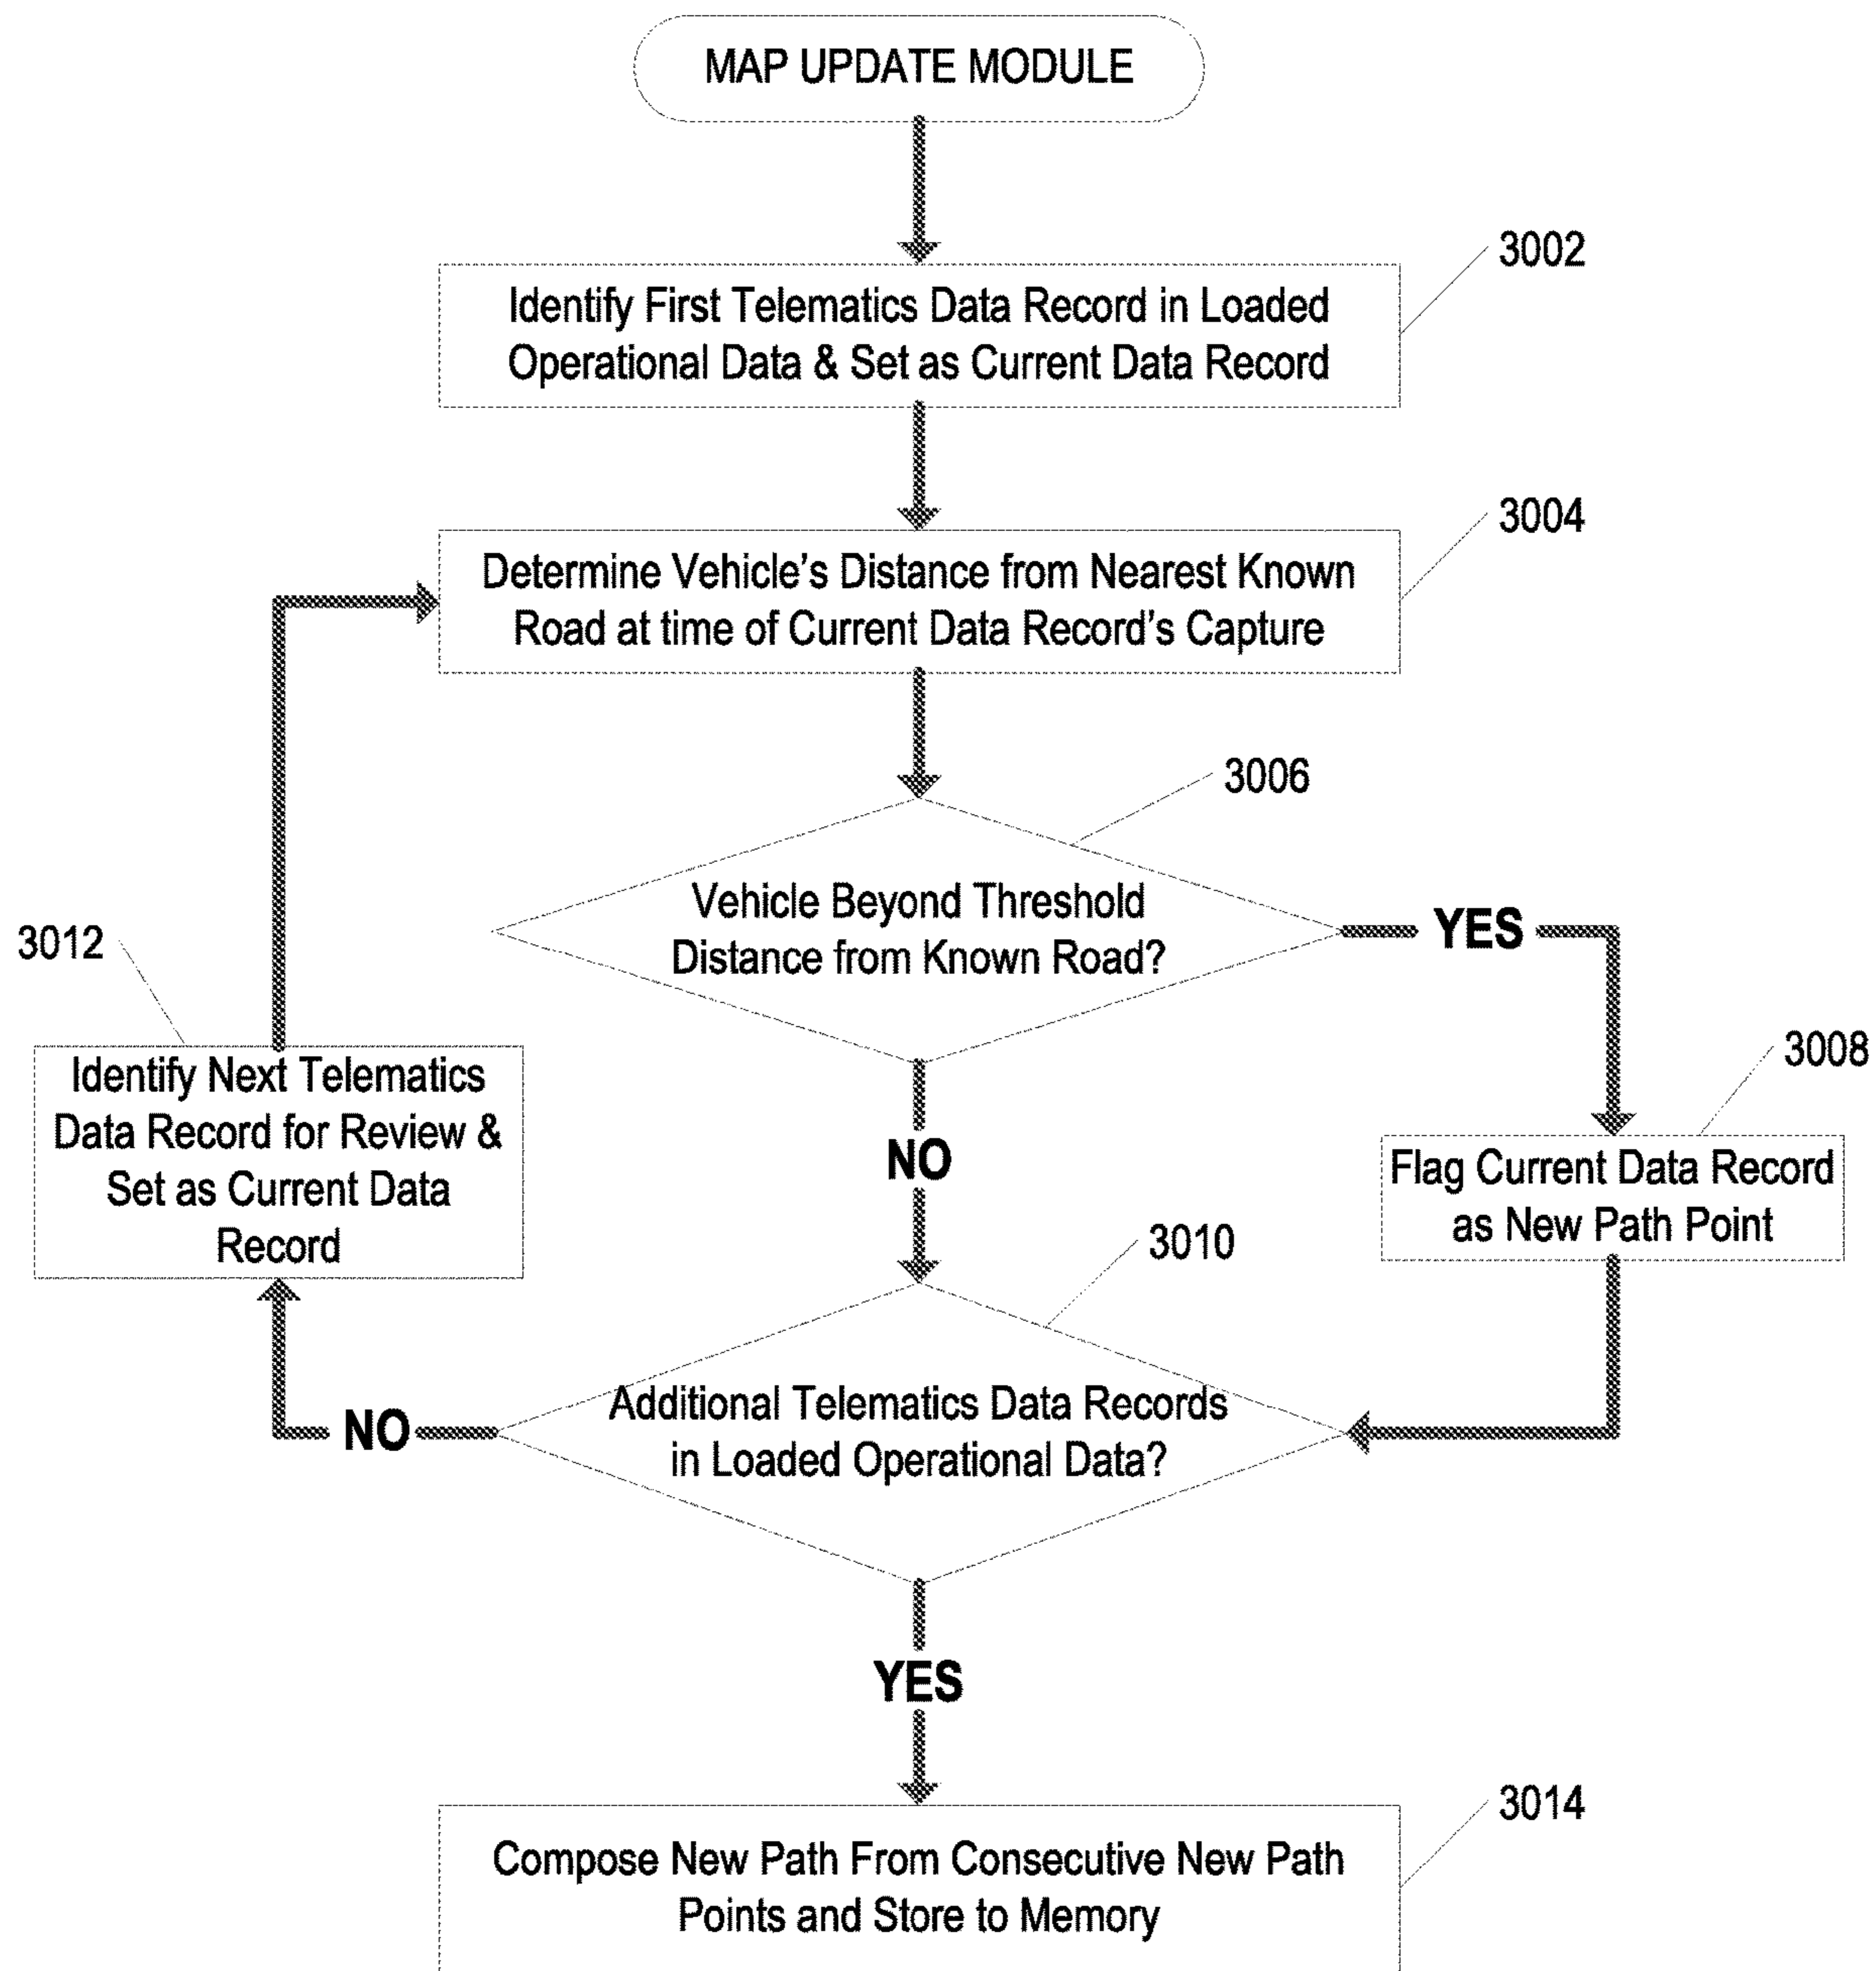 MAP UPDATE MODULE
3002
Identify First Telematics Data Record in Loaded
Operational Data & Set as Current Data Record
3004
Determine Vehicle's Distance from Nearest Known
Road at time of Current Data Record's Capture
3006
Vehicle Beyond Threshold
Distance from Known Road?
YES
3012
Identify Next Telematics
Data Record for Review &
Set as Current Data
Record
NO
3008
Flag Current Data Record
as New Path Point
3010
Additional Telematics Data Records
in Loaded Operational Data?
NO
YES
3014
Compose New Path From Consecutive New Path
Points and Store to Memory